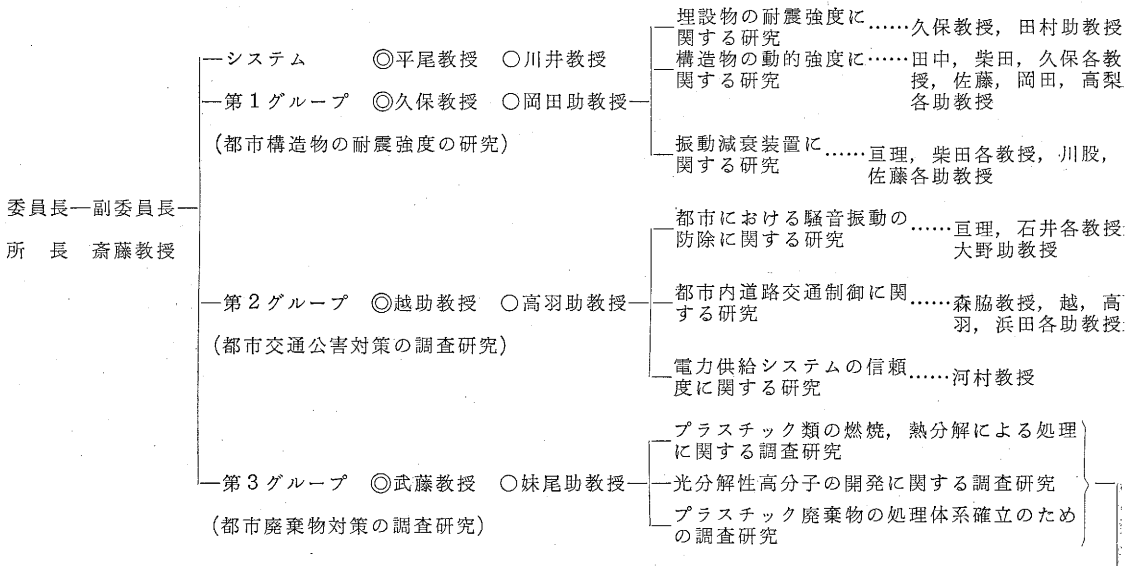 委員長―副委員長
所　長　斎藤教授
システム　◎平尾教授　○川井教授
第1グループ　◎久保教授　○岡田助教授
(都市構造物の耐震強度の研究)
埋設物の耐震強度に
関する研究……久保教授, 田村助教授
構造物の動的強度に
関する研究……田中, 柴田, 久保各教
授, 佐藤, 岡田, 高梨
各助教授
振動減衰装置に
関する研究……亘理, 柴田各教授, 川股,
佐藤各助教授
第2グループ　◎越助教授　○高羽助教授
(都市交通公害対策の調査研究)
都市における騒音振動の
防除に関する研究……亘理, 石井各教授
大野助教授
都市内道路交通制御に関
する研究……森脇教授, 越, 高
羽, 浜田各助教授
電力供給システムの信頼
度に関する研究……河村教授
第3グループ　◎武藤教授　○妹尾助教授
(都市廃棄物対策の調査研究)
プラスチック類の燃焼, 熱分解による処理
に関する調査研究
光分解性高分子の開発に関する調査研究
プラスチック廃棄物の処理体系確立のため
の調査研究